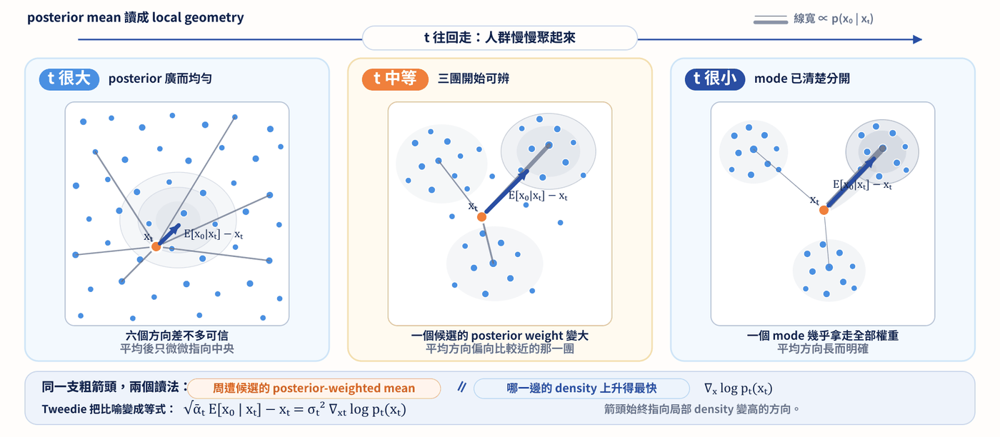 posterior mean 讀成 local geometry
線寬 ∝ p(x₀ | xₜ)
t 往回走：人群慢慢聚起來
t 很大 posterior 廣而均勻
xₜ
E[x₀|xₜ] − xₜ
六個方向差不多可信
平均後只微微指向中央
t 中等 三團開始可辨
xₜ
E[x₀|xₜ] − xₜ
一個候選的 posterior weight 變大
平均方向偏向比較近的那一團
t 很小 mode 已清楚分開
xₜ
E[x₀|xₜ] − xₜ
一個 mode 幾乎拿走全部權重
平均方向長而明確
同一支粗箭頭，兩個讀法： 周遭候選的 posterior-weighted mean // 哪一邊的 density 上升得最快 ∇ₓ log pₜ(xₜ)
Tweedie 把比喻變成等式： √ᾱₜ E[x₀ | xₜ] − xₜ = σₜ² ∇ₓₜ log pₜ(xₜ) 箭頭始終指向局部 density 變高的方向。